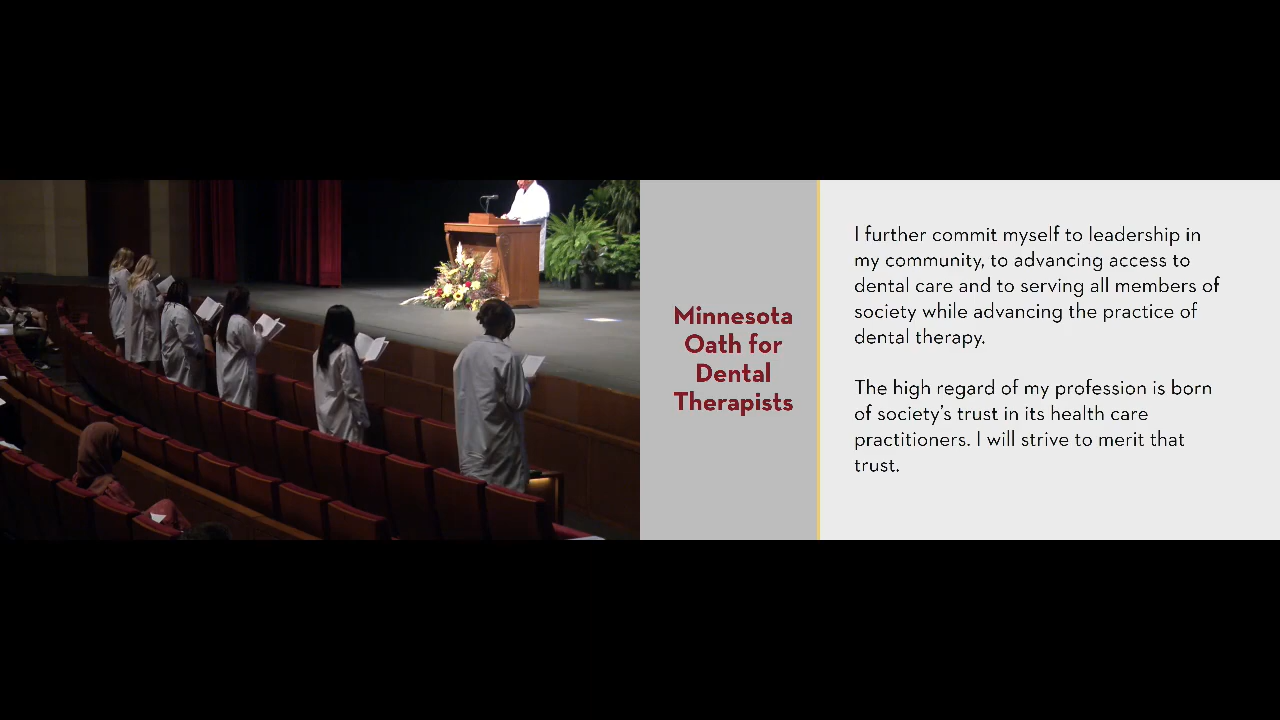 Minnesota
Oath for
Dental
Therapists
I further commit myself to leadership in
my community, to advancing access to
dental care and to serving all members of
society while advancing the practice of
dental therapy.
The high regard of my profession is born
of society's trust in its health care
practitioners. I will strive to merit that
trust.